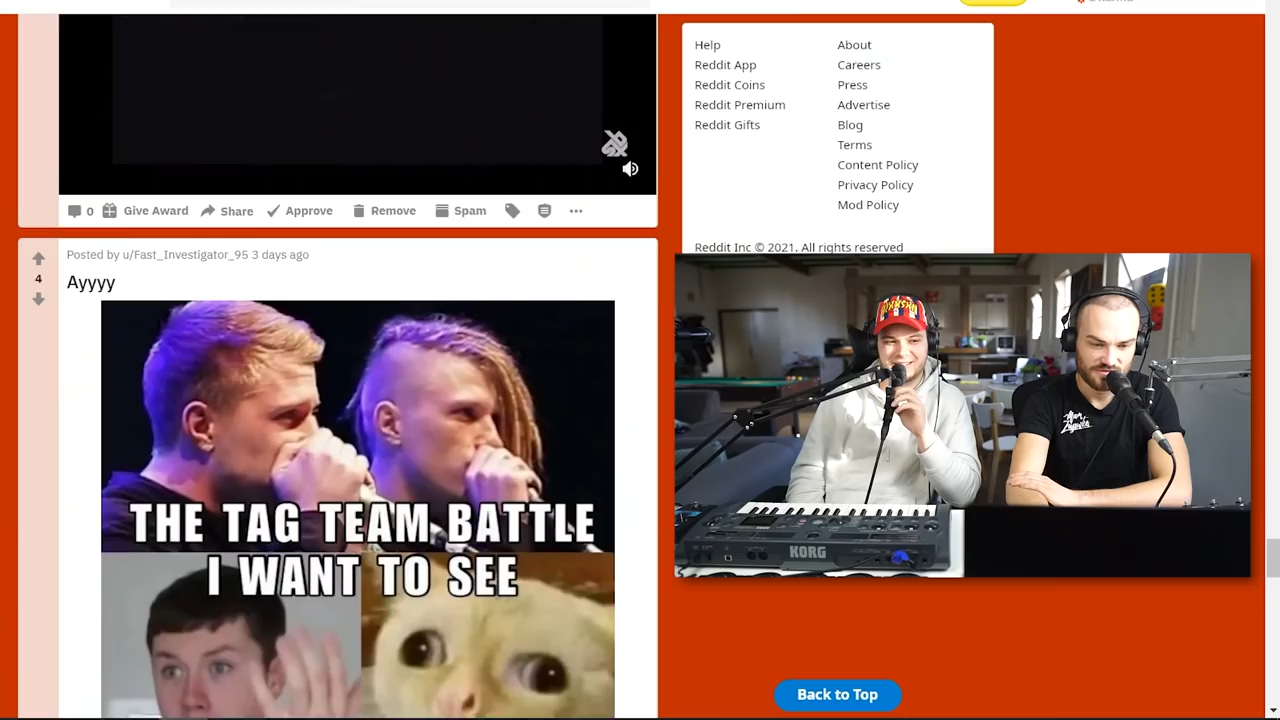 Help
Reddit App
Reddit Coins
Reddit Premium
Reddit Gifts
About
Careers
Press
Advertise
Blog
Terms
Content Policy
Privacy Policy
Mod Policy
Reddit Inc © 2021. All rights reserved
0
Give Award
Share
Approve
Remove
Spam
Posted by u/Fast_Investigator_95 3 days ago
4
Ayyyy
THE TAG TEAM BATTLE
I WANT TO SEE
KORG
Back to Top